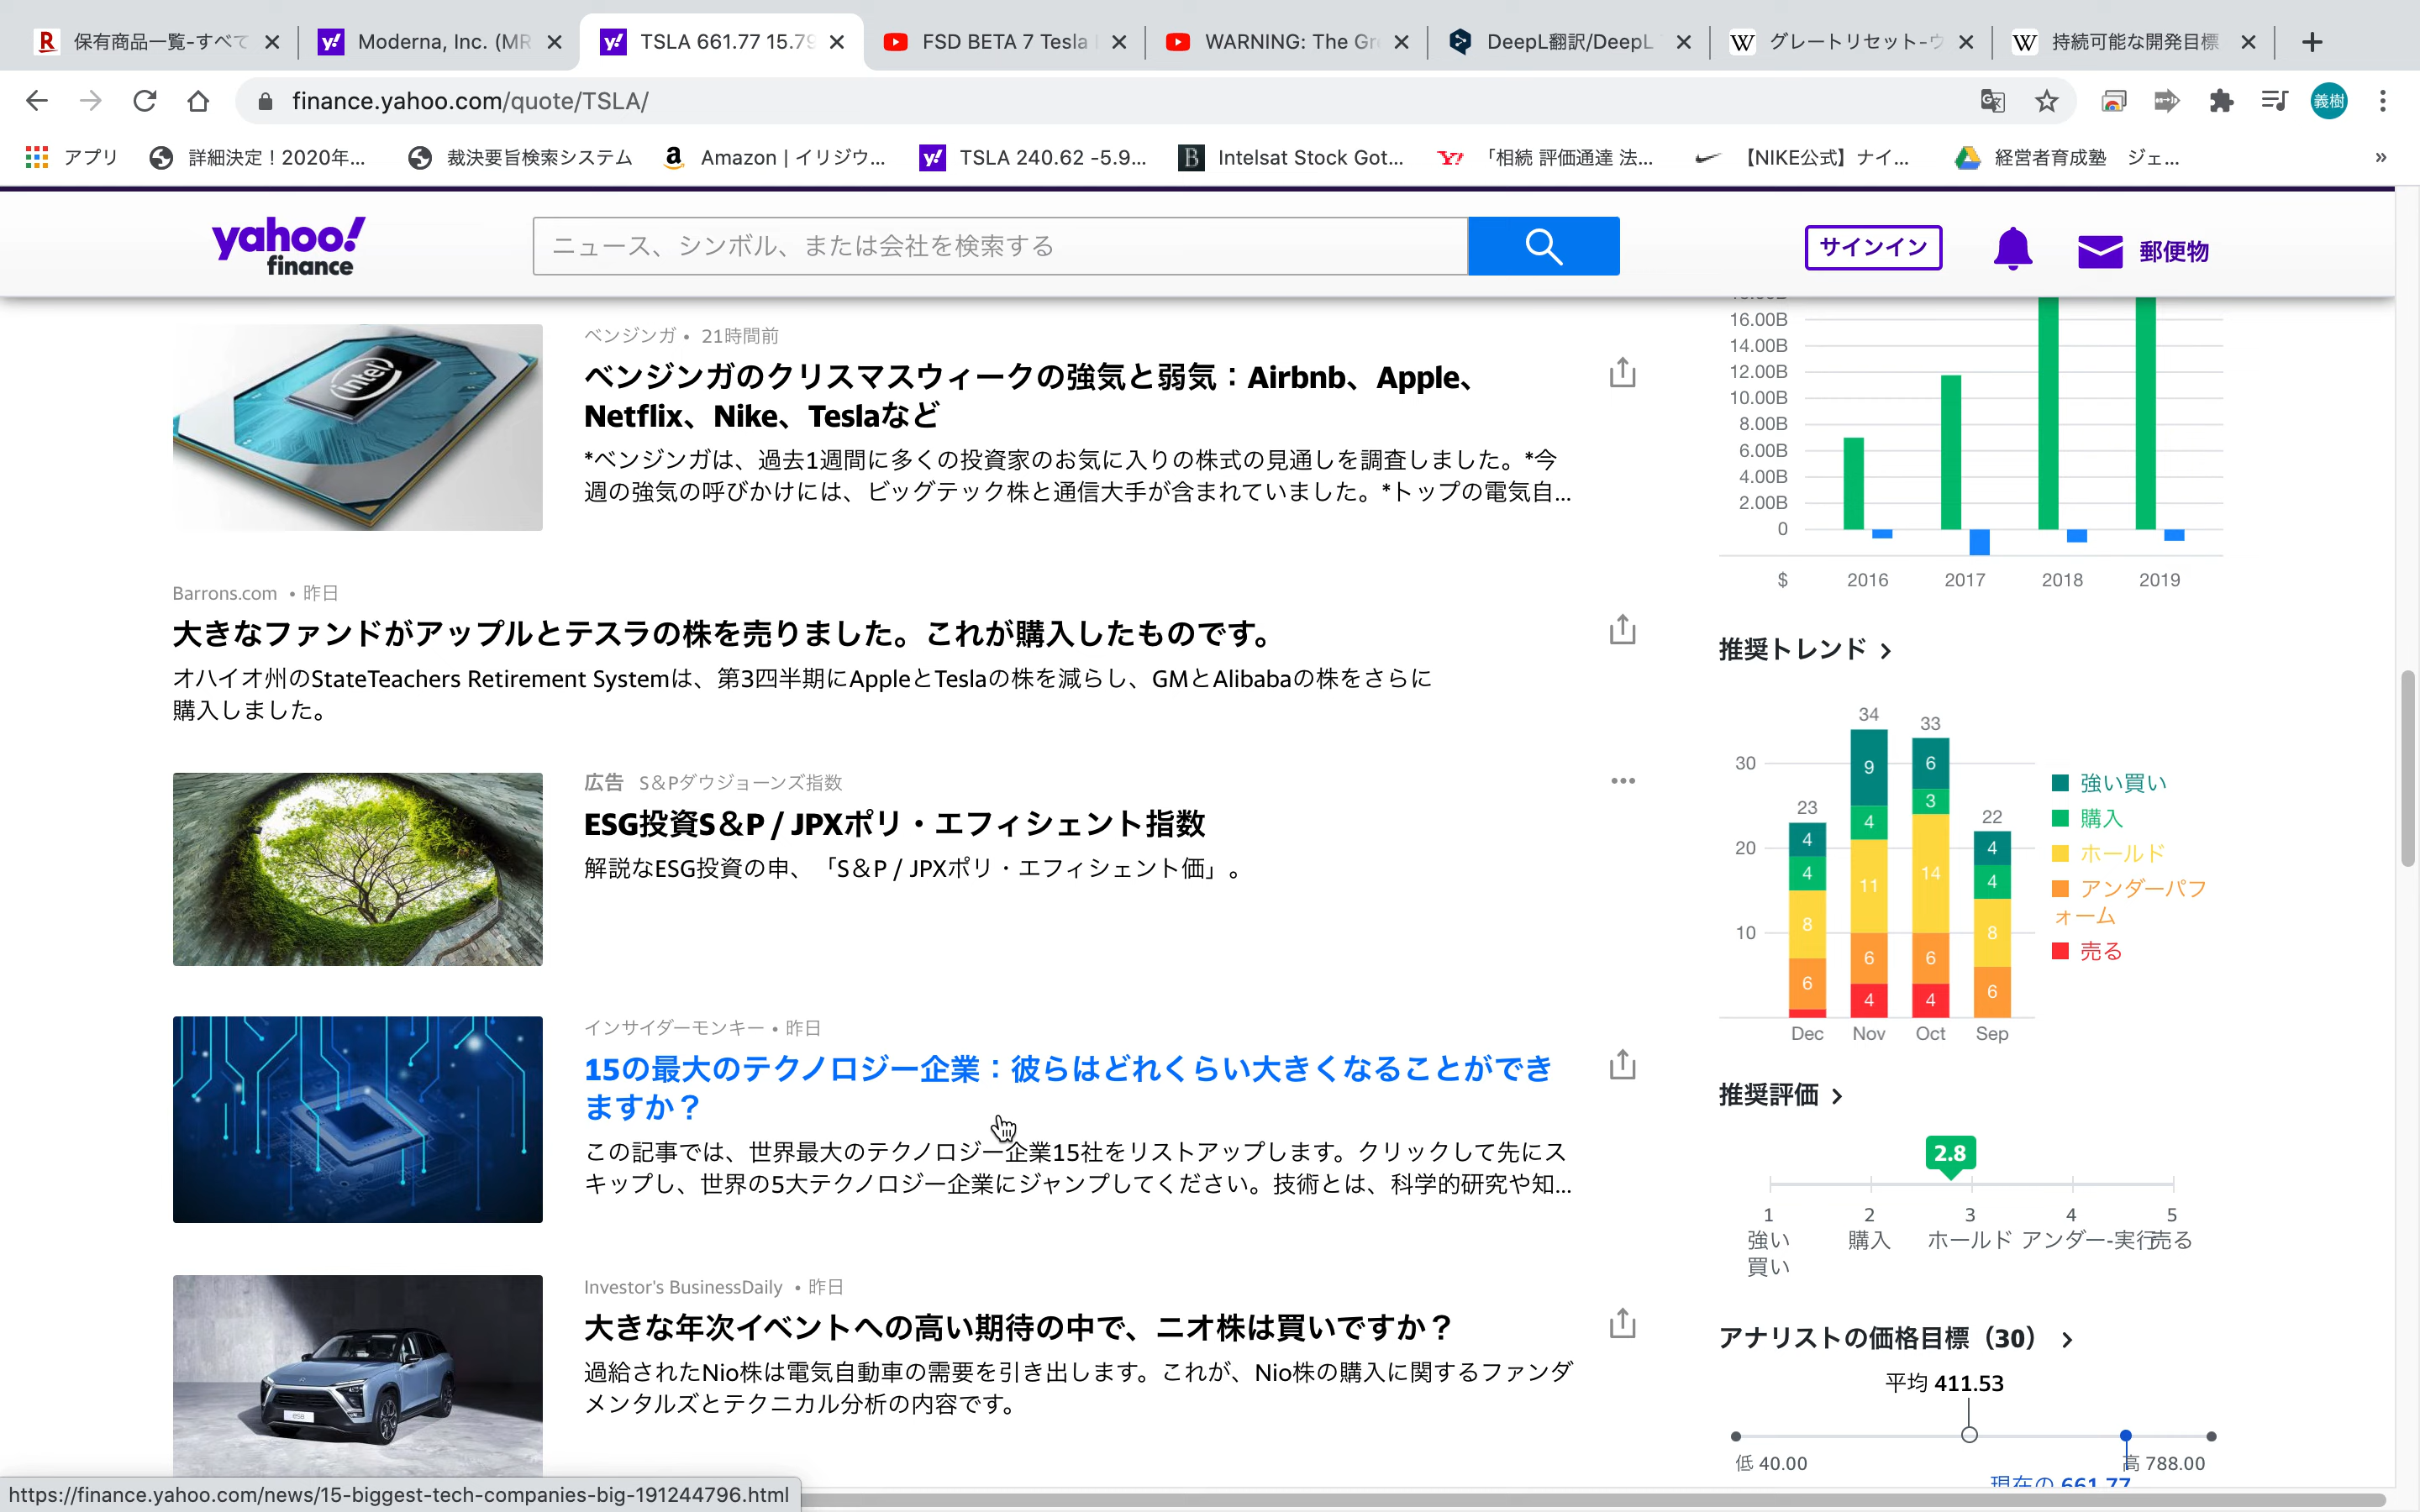 保有商品一覧-すべて
Moderna, Inc. (MR
TSLA 661.77 15.79
FSD BETA 7 Tesla
WARNING: The Gr
DeepL翻訳/DeepL
グレートリセット-ウ
持続可能な開発目標
finance.yahoo.com/quote/TSLA/
義樹
アプリ
詳細決定！2020年...
裁決要旨検索システム
Amazon | イリジウ...
TSLA 240.62 -5.9...
Intelsat Stock Got...
「相続 評価通達 法...
【NIKE公式】ナイ...
経営者育成塾 ジェ...
»
yahoo!
finance
ニュース、シンボル、または会社を検索する
サインイン
郵便物
ベンジンガ • 21時間前
ベンジンガのクリスマスウィークの強気と弱気：Airbnb、Apple、
Netflix、Nike、Teslaなど
*ベンジンガは、過去1週間に多くの投資家のお気に入りの株式の見通しを調査しました。*今
週の強気の呼びかけには、ビッグテック株と通信大手が含まれていました。*トップの電気自...
intel
Barrons.com • 昨日
大きなファンドがアップルとテスラの株を売りました。これが購入したものです。
オハイオ州のStateTeachers Retirement Systemは、第3四半期にAppleとTeslaの株を減らし、GMとAlibabaの株をさらに
購入しました。
広告 S＆Pダウジョーンズ指数
ESG投資S＆P / JPXポリ・エフィシェント指数
解説なESG投資の申、「S＆P / JPXポリ・エフィシェント価」。
インサイダーモンキー • 昨日
15の最大のテクノロジー企業：彼らはどれくらい大きくなることができ
ますか？
この記事では、世界最大のテクノロジー企業15社をリストアップします。クリックして先にス
キップし、世界の5大テクノロジー企業にジャンプしてください。技術とは、科学的研究や知...
Investor's BusinessDaily • 昨日
大きな年次イベントへの高い期待の中で、ニオ株は買いですか？
過給されたNio株は電気自動車の需要を引き出します。これが、Nio株の購入に関するファンダ
メンタルズとテクニカル分析の内容です。
16.00B
14.00B
12.00B
10.00B
8.00B
6.00B
4.00B
2.00B
0
$ 2016 2017 2018 2019
推奨トレンド
34
33
23
22
30
20
10
9
4
11
6
4
6
3
14
6
4
4
4
8
6
4
4
8
6
Dec Nov Oct Sep
強い買い
購入
ホールド
アンダーパフ
ォーム
売る
推奨評価
2.8
1 2 3 4 5
強い
買い
購入
ホールド
アンダー-実行
売る
アナリストの価格目標（30）
平均 411.53
低 40.00
高 788.00
現在の 661.77
https://finance.yahoo.com/news/15-biggest-tech-companies-big-191244796.html